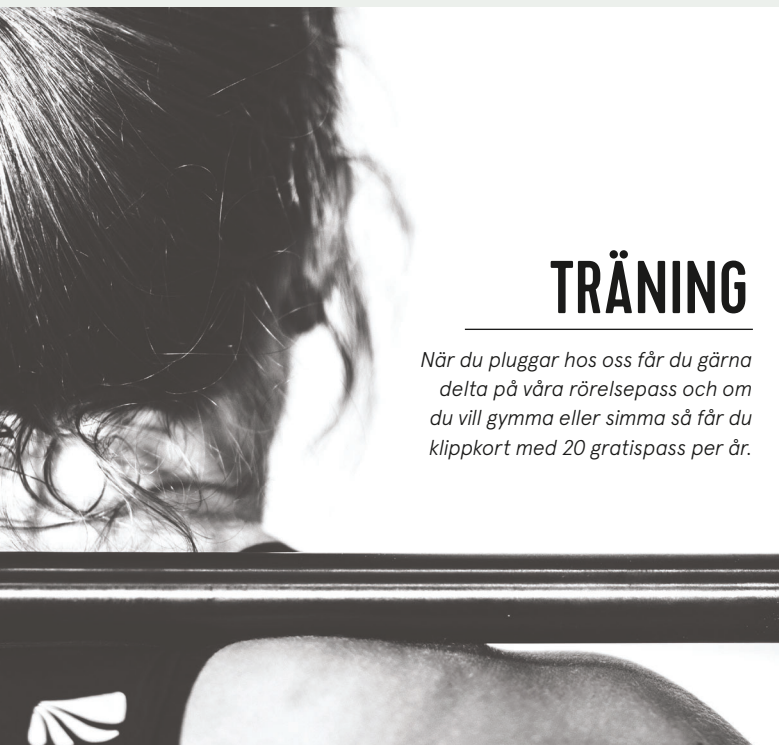 TRÄNING
När du pluggar hos oss får du gärna
delta på våra rörelsepass och om
du vill gymma eller simma så får du
klippkort med 20 gratispass per år.